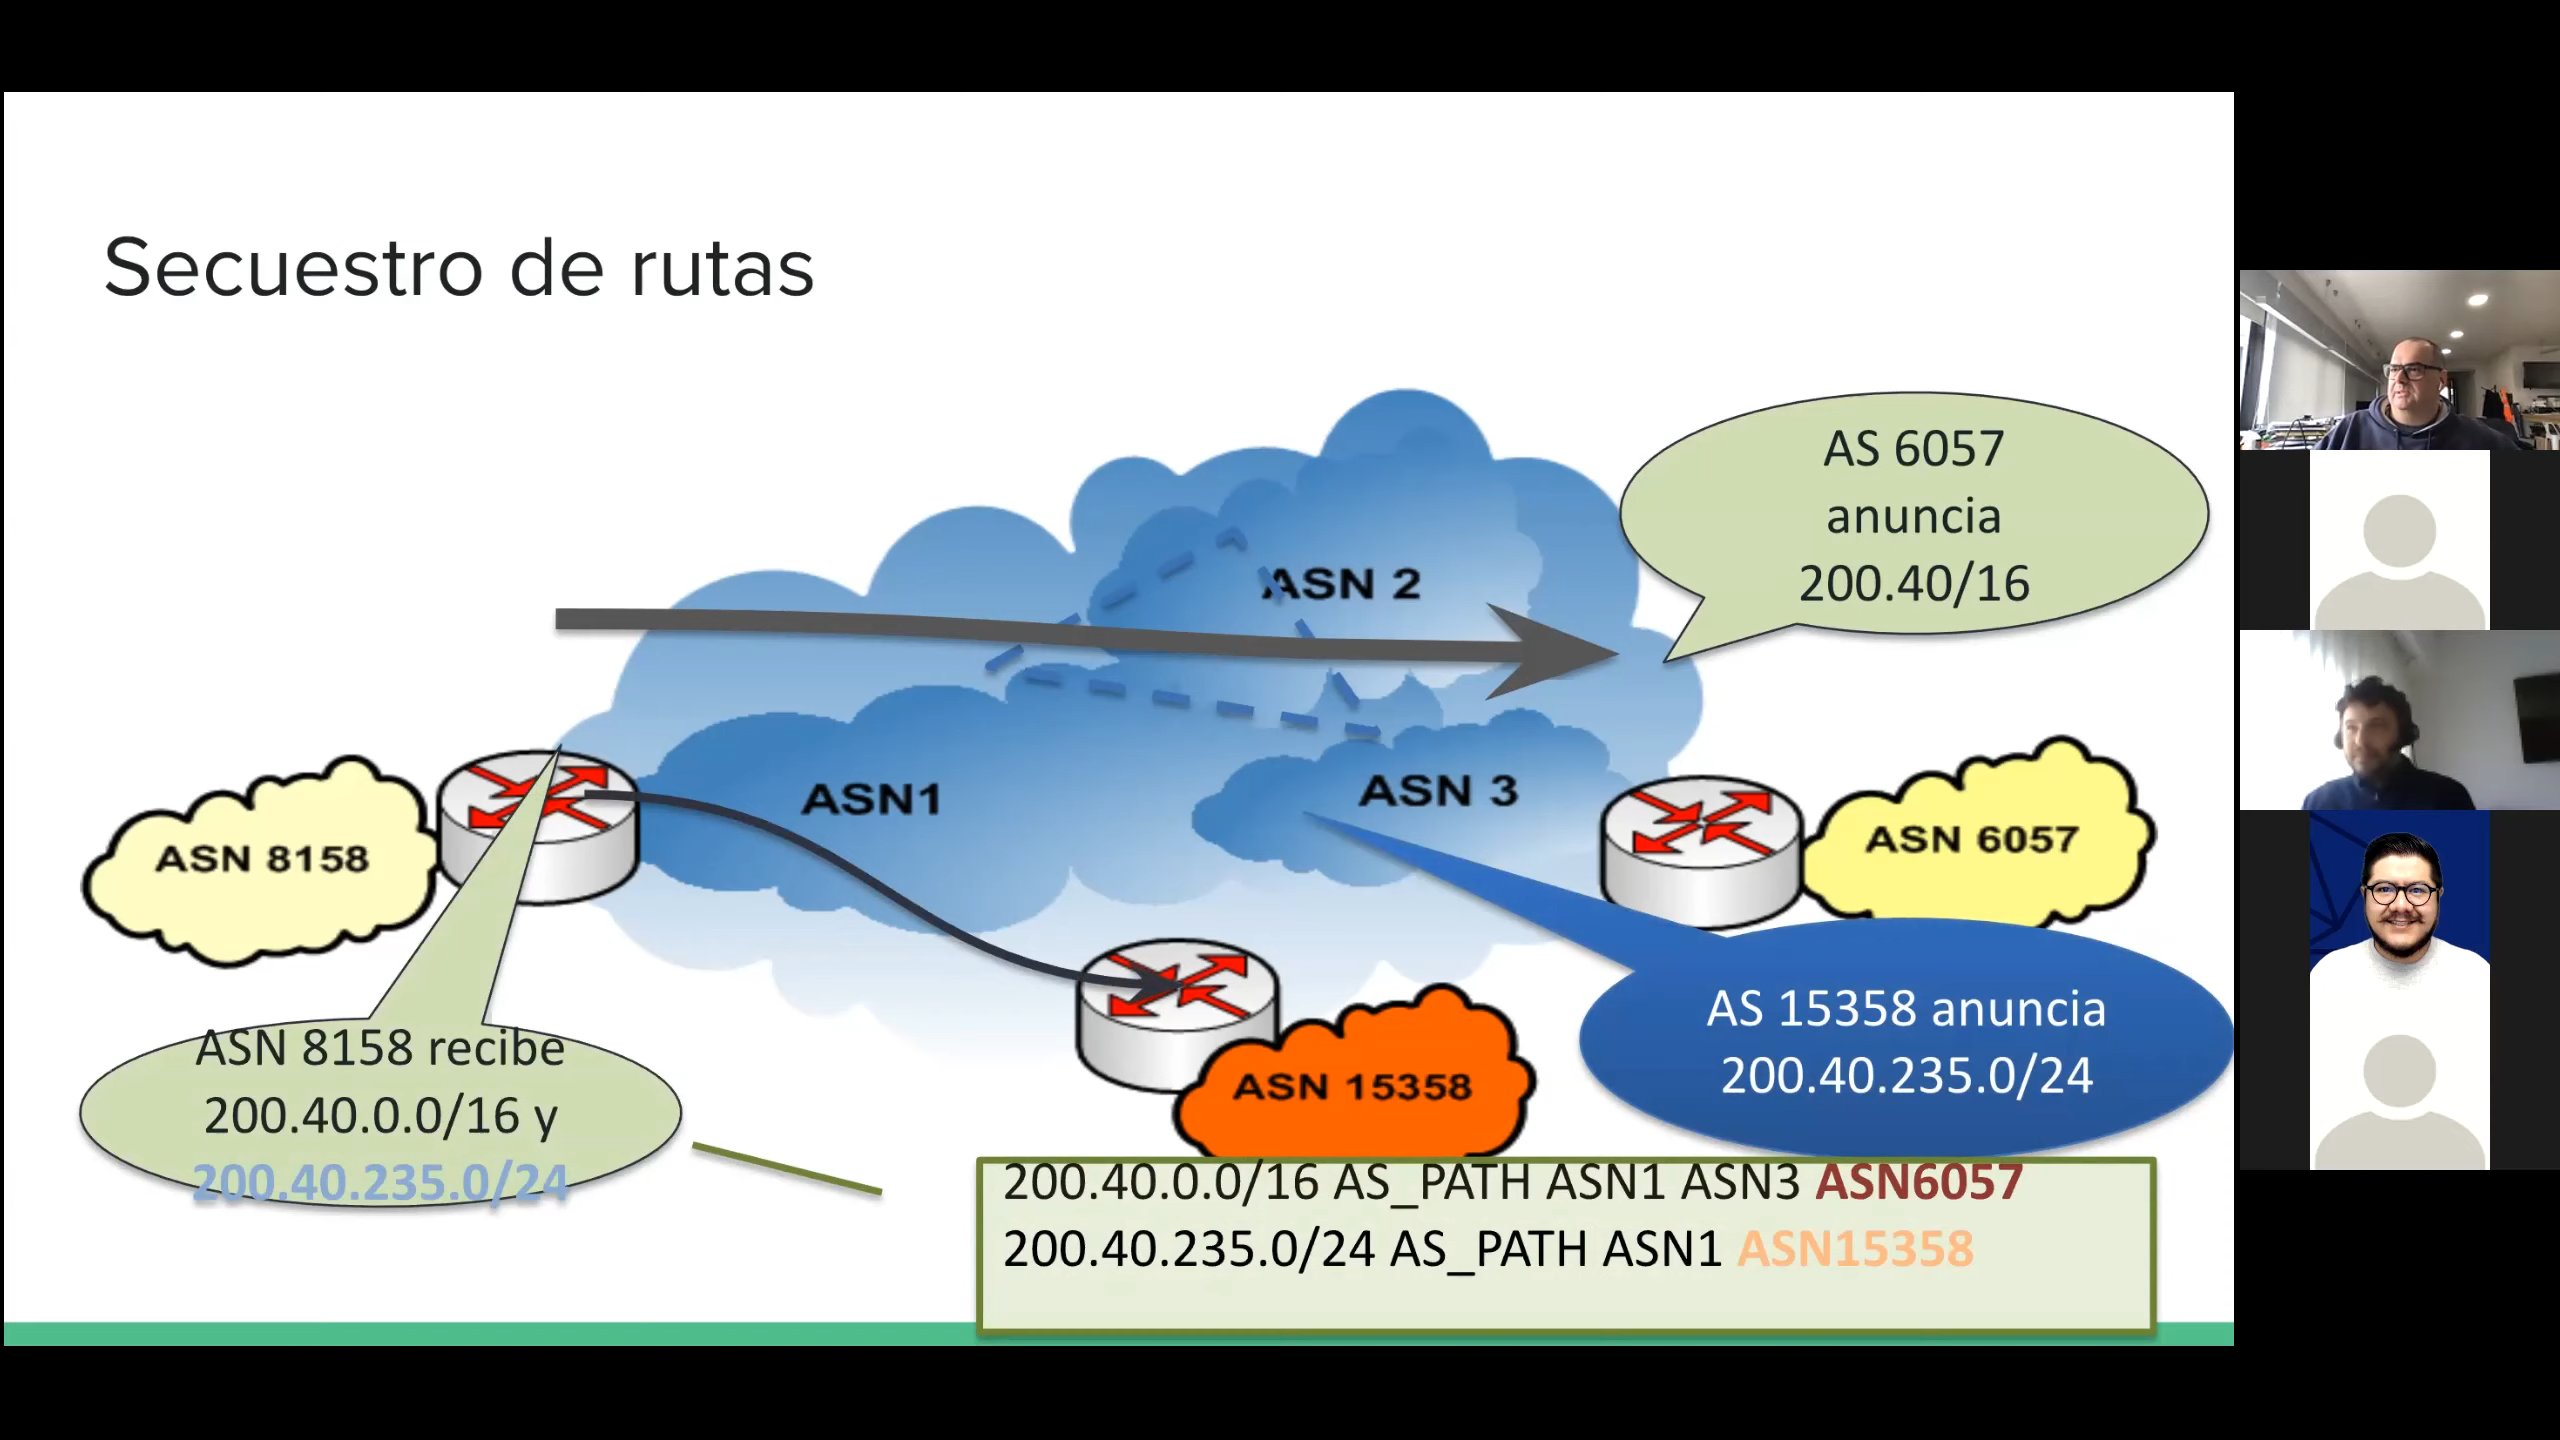 Secuestro de rutas
AS 6057
anuncia
200.40/16
ASN 2
ASN1
ASN 3
ASN 8158
ASN 6057
AS 15358 anuncia
200.40.235.0/24
ASN 15358
ASN 8158 recibe
200.40.0.0/16 y
200.40.235.0/24
200.40.0.0/16 AS_PATH ASN1 ASN3 ASN6057
200.40.235.0/24 AS_PATH ASN1 ASN15358